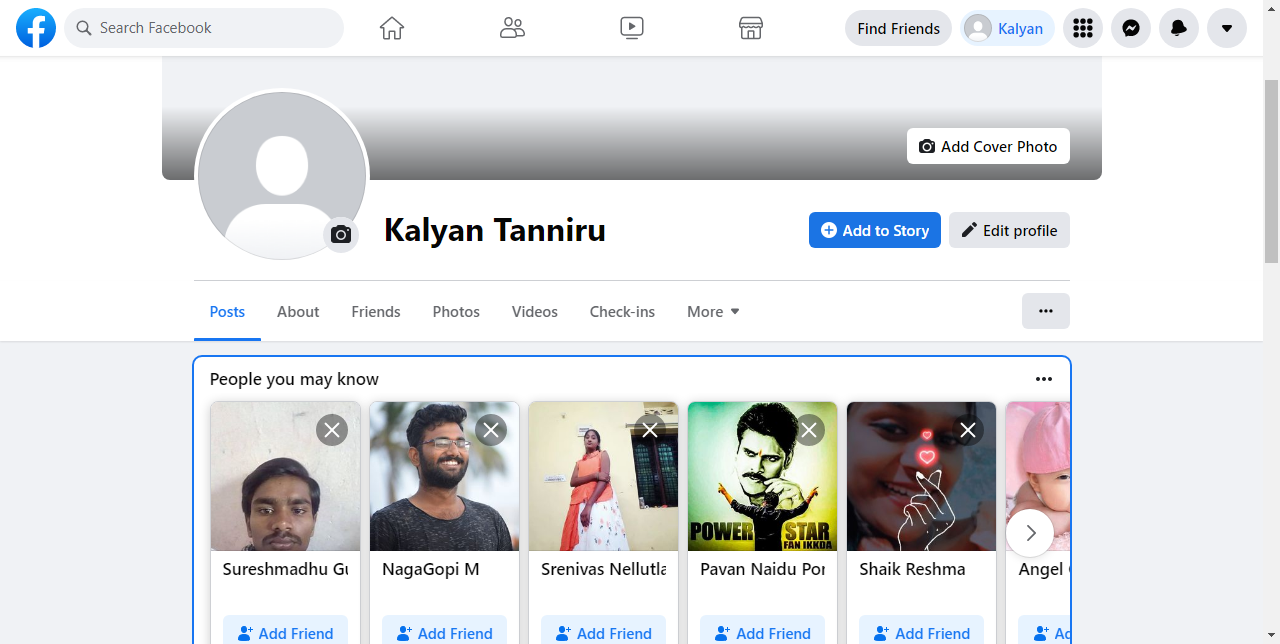 Search Facebook
Find Friends
Kalyan
Add Cover Photo
Kalyan Tanniru
Add to Story
Edit profile
Posts About Friends Photos Videos Check-ins More
People you may know
POWER STAR
FAN IKKDA
Sureshmadhu Gu NagaGopi M Srenivas Nellutla Pavan Naidu Por Shaik Reshma Angel
Add Friend Add Friend Add Friend Add Friend Add Friend Ad